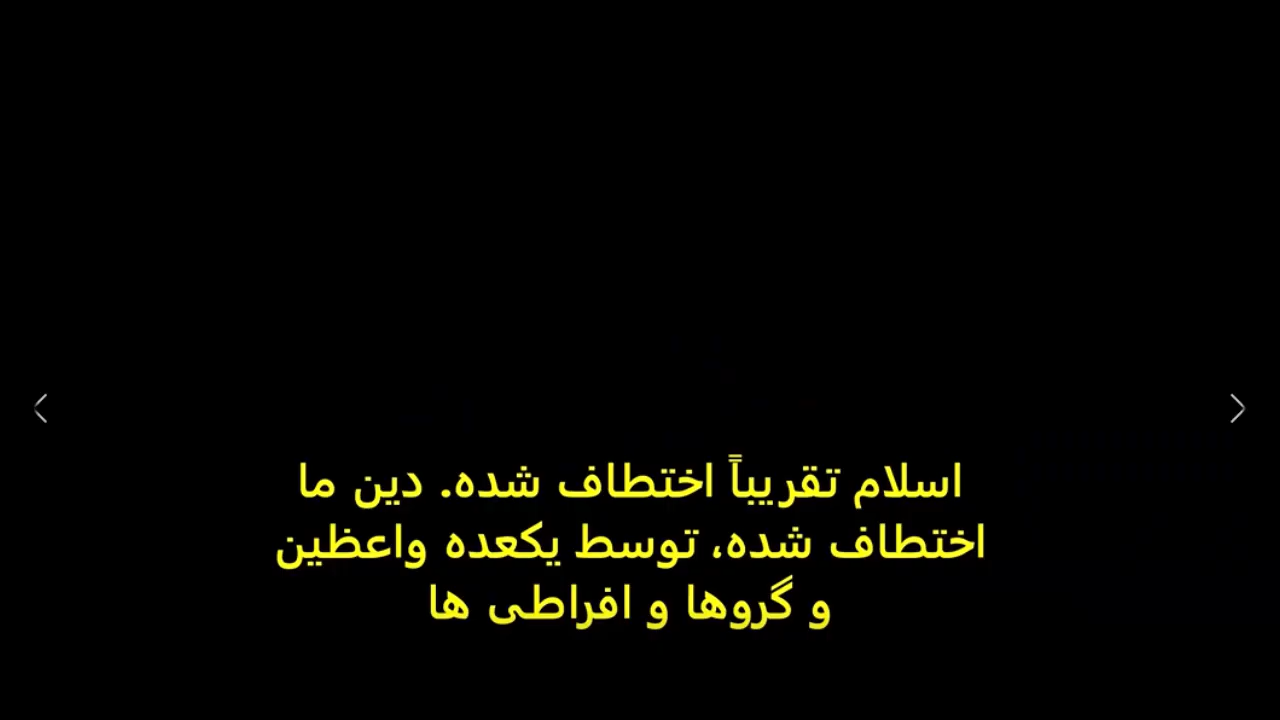 اسلام تقریباً اختطاف شده. دین ما
اختطاف شده، توسط یکعده واعظین
و گروها و افراطی ها